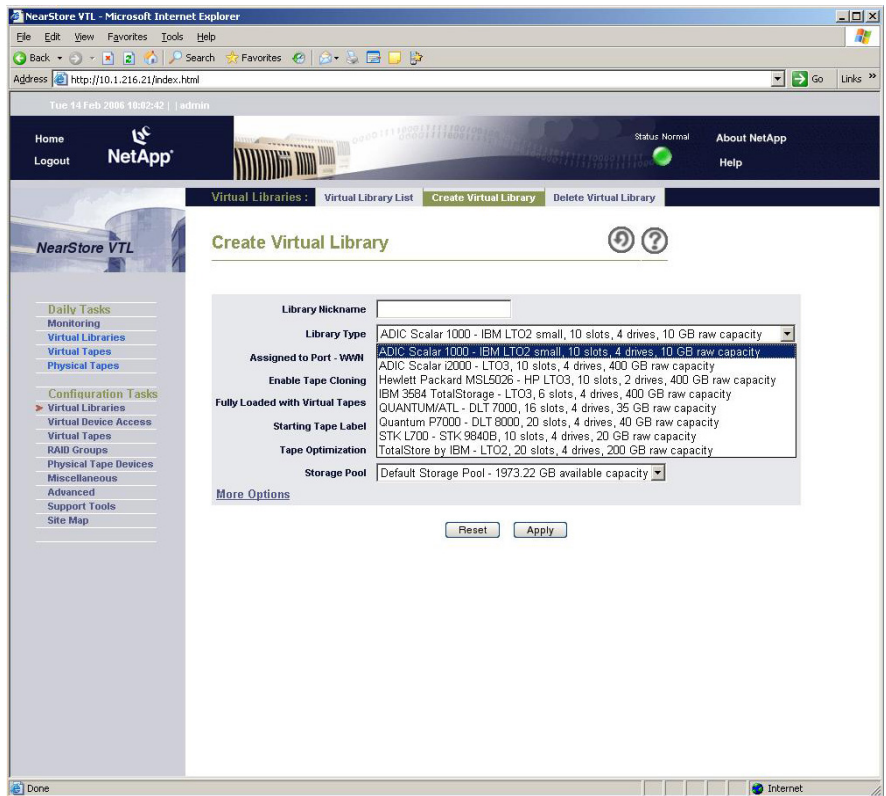 NearStore VTL - Microsoft Internet Explorer
File Edit View Favorites Tools Help
Back Search Favorites
Address http://10.1.216.21/index.html Go Links »
Tue 14 Feb 2006 10:02:42 | | admin
Home
Logout
NetApp
Status Normal
About NetApp
Help
NearStore VTL
Virtual Libraries : Virtual Library List Create Virtual Library Delete Virtual Library
Create Virtual Library
Daily Tasks
Monitoring
Virtual Libraries
Virtual Tapes
Physical Tapes
Configuration Tasks
Virtual Libraries
Virtual Device Access
Virtual Tapes
RAID Groups
Physical Tape Devices
Miscellaneous
Advanced
Support Tools
Site Map
Library Nickname
Library Type ADIC Scalar 1000 - IBM LTO2 small, 10 slots, 4 drives, 10 GB raw capacity
Assigned to Port - WWN
Enable Tape Cloning
Fully Loaded with Virtual Tapes
Starting Tape Label
Tape Optimization
ADIC Scalar 1000 - IBM LTO2 small, 10 slots, 4 drives, 10 GB raw capacity
ADIC Scalar i2000 - LTO3, 10 slots, 4 drives, 400 GB raw capacity
Hewlett Packard MSL5026 - HP LTO3, 10 slots, 2 drives, 400 GB raw capacity
IBM 3584 TotalStorage - LTO3, 6 slots, 4 drives, 400 GB raw capacity
QUANTUM/ATL - DLT 7000, 16 slots, 4 drives, 35 GB raw capacity
Quantum P7000 - DLT 8000, 20 slots, 4 drives, 40 GB raw capacity
STK L700 - STK 9840B, 10 slots, 4 drives, 20 GB raw capacity
TotalStore by IBM - LTO2, 20 slots, 4 drives, 200 GB raw capacity
Storage Pool Default Storage Pool - 1973.22 GB available capacity
More Options
Reset Apply
Done Internet